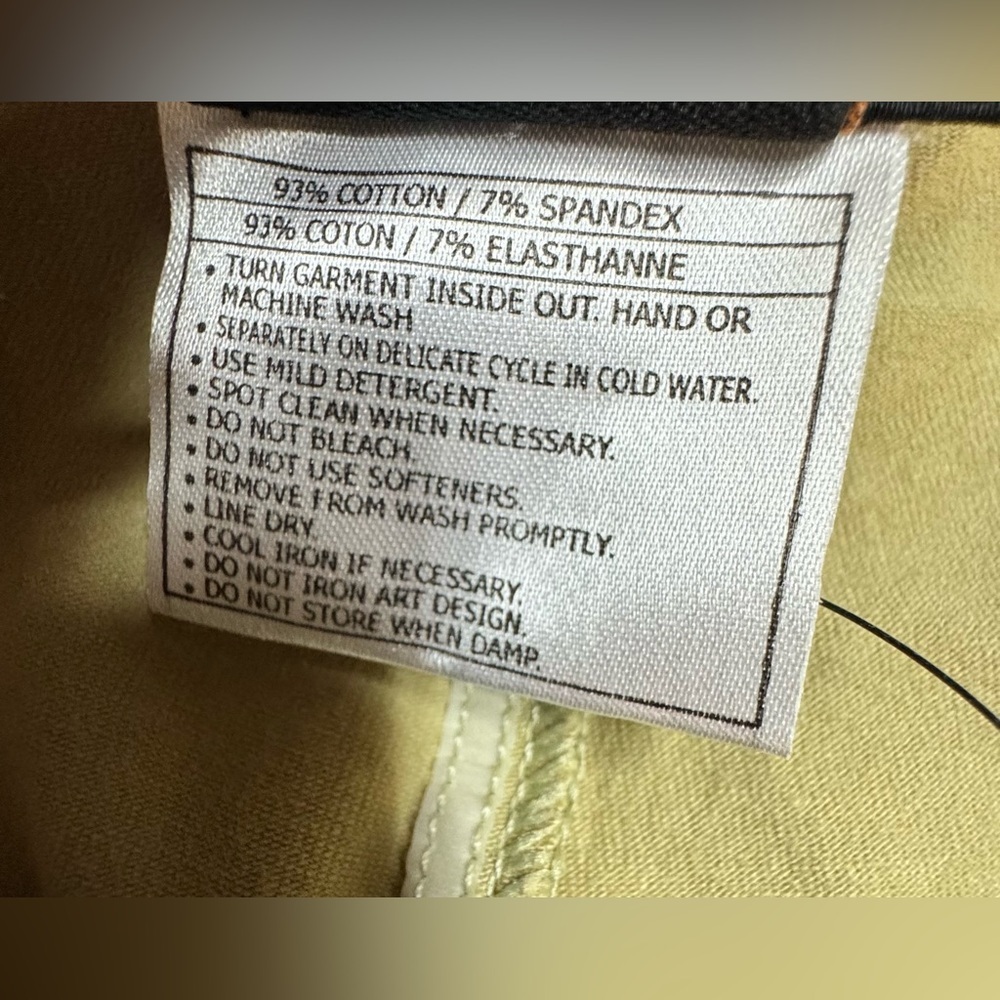 93% COTTON / 7% SPANDEX
93% COTON / 7% ELASTHANNE
• TURN GARMENT INSIDE OUT. HAND OR
MACHINE WASH
• SEPARATELY ON DELICATE CYCLE IN COLD WATER.
• USE MILD DETERGENT.
• SPOT CLEAN WHEN NECESSARY.
• DO NOT BLEACH.
• DO NOT USE SOFTENERS.
• REMOVE FROM WASH PROMPTLY.
• LINE DRY.
• COOL IRON IF NECESSARY.
• DO NOT IRON ART DESIGN.
• DO NOT STORE WHEN DAMP.